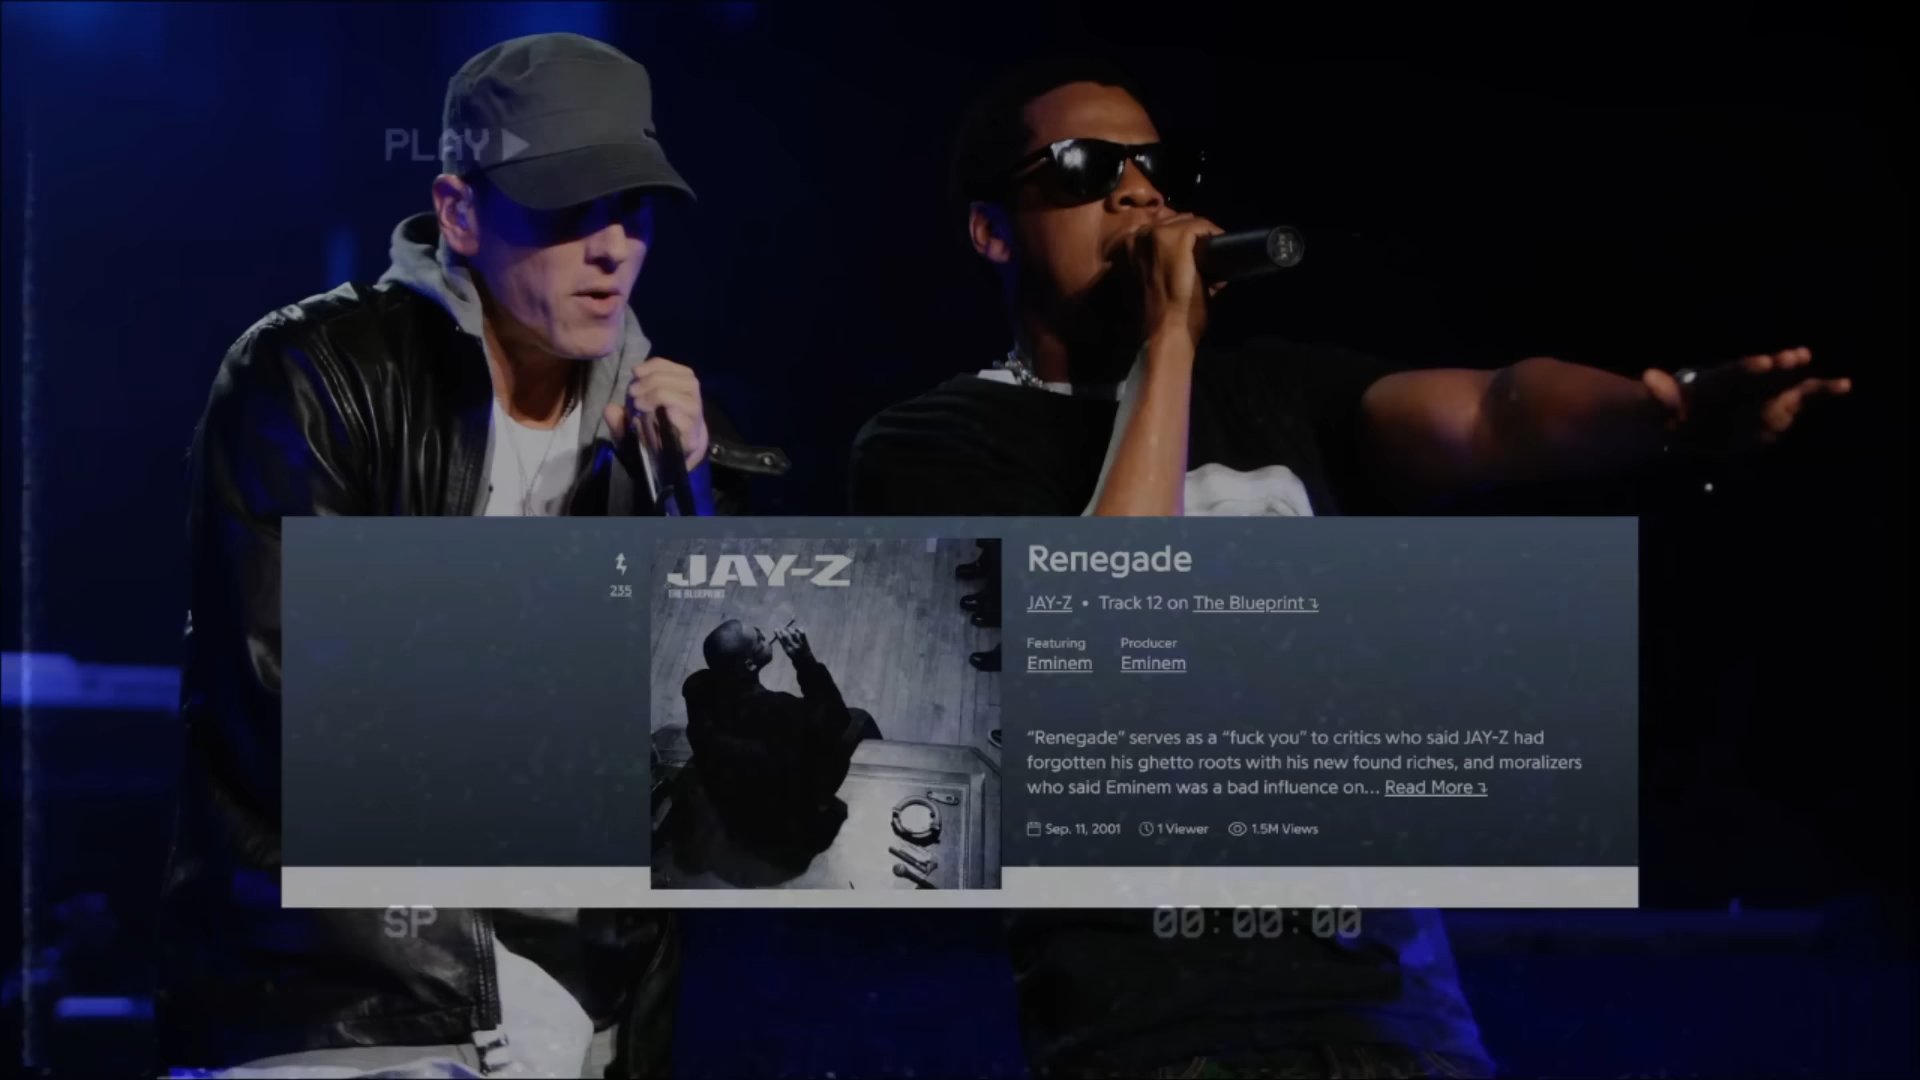 PLAY
235
JAY-Z
THE BLUEPRINT
Renegade
JAY-Z • Track 12 on The Blueprint
Featuring Producer
Eminem Eminem
“Renegade” serves as a “fuck you” to critics who said JAY-Z had
forgotten his ghetto roots with his new found riches, and moralizers
who said Eminem was a bad influence on... Read More
Sep. 11, 2001 1 Viewer 1.5M Views
SP 00:00:00